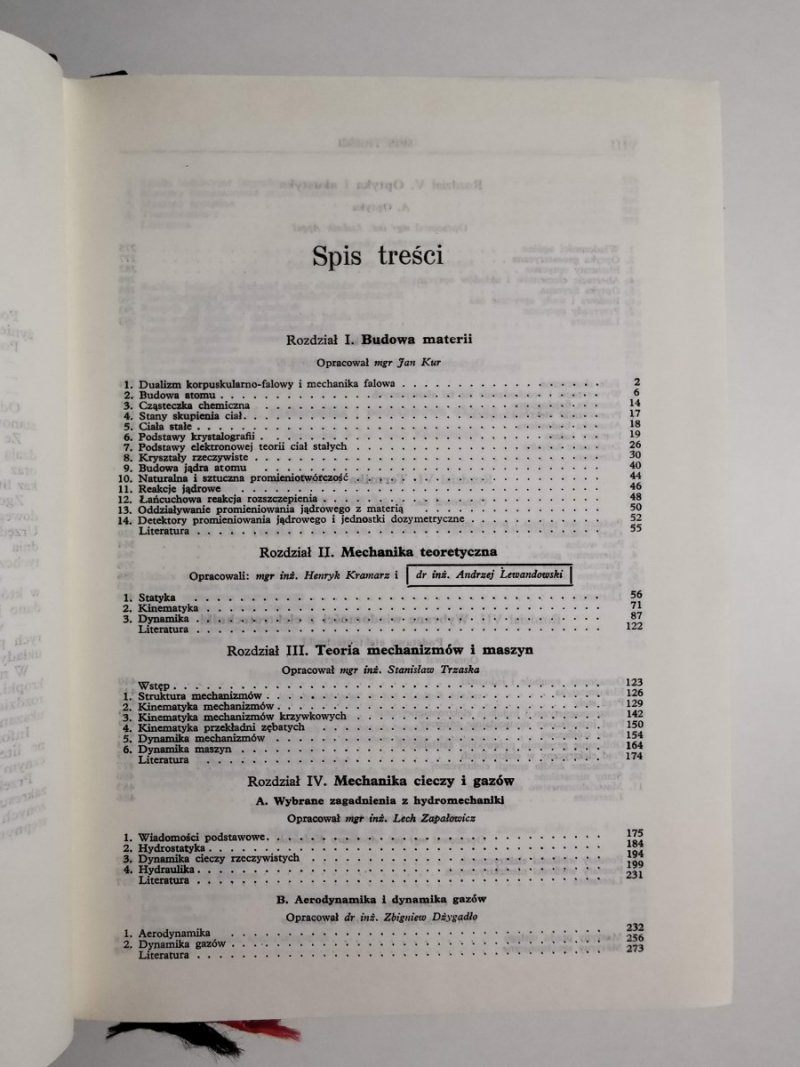 Spis treści
Rozdział I. Budowa materii
Opracował mgr Jan Kur
1. Dualizm korpuskularno-falowy i mechanika falowa . . . . . . . . . . . . . . . . . 2
2. Budowa atomu . . . . . . . . . . . . . . . . . 6
3. Cząsteczka chemiczna . . . . . . . . . . . . . . . . . 14
4. Stany skupienia ciał . . . . . . . . . . . . . . . . . 17
5. Ciała stałe . . . . . . . . . . . . . . . . . 18
6. Podstawy krystalografii . . . . . . . . . . . . . . . . . 19
7. Podstawy elektronowej teorii ciał stałych . . . . . . . . . . . . . . . . . 26
8. Kryształy rzeczywiste . . . . . . . . . . . . . . . . . 30
9. Budowa jądra atomu . . . . . . . . . . . . . . . . . 40
10. Naturalna i sztuczna promieniotwórczość . . . . . . . . . . . . . . . . . 44
11. Reakcje jądrowe . . . . . . . . . . . . . . . . . 46
12. Łańcuchowa reakcja rozszczepienia . . . . . . . . . . . . . . . . . 48
13. Oddziaływanie promieniowania jądrowego z materią . . . . . . . . . . . . . . . . . 50
14. Detektory promieniowania jądrowego i jednostki dozymetryczne . . . . . . . . . . . . 52
Literatura . . . . . . . . . . . . . . . . . 55
Rozdział II. Mechanika teoretyczna
Opracowali: mgr inż. Henryk Kramarz i dr inż. Andrzej Lewandowski
1. Statyka . . . . . . . . . . . . . . . . . 56
2. Kinematyka . . . . . . . . . . . . . . . . . 71
3. Dynamika . . . . . . . . . . . . . . . . . 87
Literatura . . . . . . . . . . . . . . . . . 122
Rozdział III. Teoria mechanizmów i maszyn
Opracował mgr inż. Stanisław Trzaska
Wstęp . . . . . . . . . . . . . . . . . 123
1. Struktura mechanizmów . . . . . . . . . . . . . . . . . 126
2. Kinematyka mechanizmów . . . . . . . . . . . . . . . . . 129
3. Kinematyka mechanizmów krzywkowych . . . . . . . . . . . . . . . . . 142
4. Kinematyka przekładni zębatych . . . . . . . . . . . . . . . . . 150
5. Dynamika mechanizmów . . . . . . . . . . . . . . . . . 154
6. Dynamika maszyn . . . . . . . . . . . . . . . . . 164
Literatura . . . . . . . . . . . . . . . . . 174
Rozdział IV. Mechanika cieczy i gazów
A. Wybrane zagadnienia z hydromechaniki
Opracował mgr inż. Lech Zapałowicz
1. Wiadomości podstawowe . . . . . . . . . . . . . . . . . 175
2. Hydrostatyka . . . . . . . . . . . . . . . . . 184
3. Dynamika cieczy rzeczywistych . . . . . . . . . . . . . . . . . 194
4. Hydraulika . . . . . . . . . . . . . . . . . 199
Literatura . . . . . . . . . . . . . . . . . 231
B. Aerodynamika i dynamika gazów
Opracował dr inż. Zbigniew Dżygadło
1. Aerodynamika . . . . . . . . . . . . . . . . . 232
2. Dynamika gazów . . . . . . . . . . . . . . . . . 256
Literatura . . . . . . . . . . . . . . . . . 273